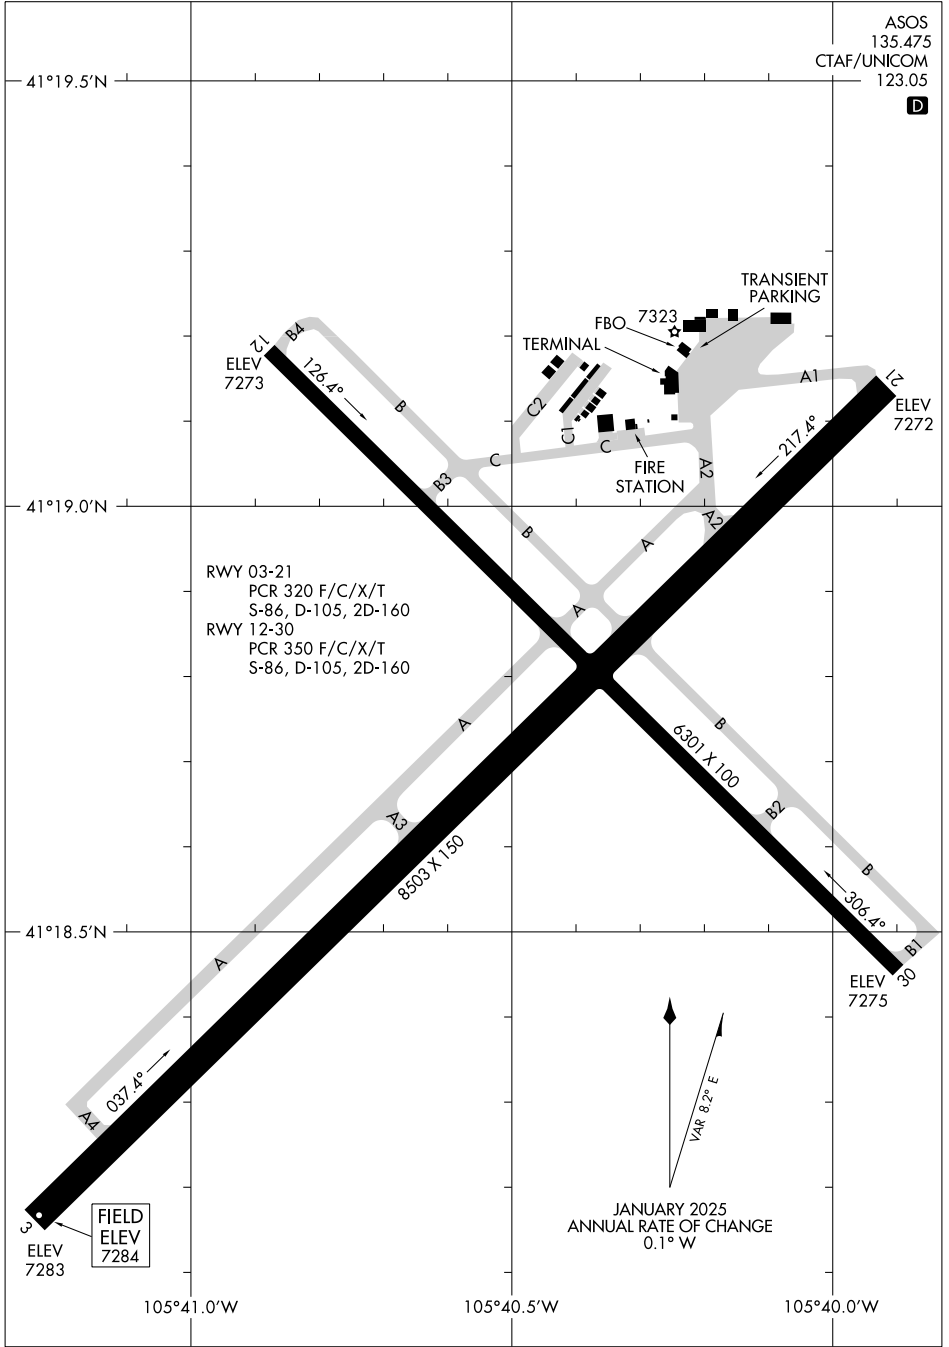 ASOS
135.475
CTAF/UNICOM
123.05
D
41°19.5'N
TRANSIENT
PARKING
7323
FBO
TERMINAL
B4
12
ELEV
7273
126.4°
B
C2
C1
C
C
FIRE
STATION
A1
21
ELEV
7272
217.4°
A2
A2
B3
41°19.0'N
B
A
A
RWY 03-21
PCR 320 F/C/X/T
S-86, D-105, 2D-160
RWY 12-30
PCR 350 F/C/X/T
S-86, D-105, 2D-160
A
B
6301 X 100
B2
A3
8503 X 150
B
306.4°
41°18.5'N
B1
30
ELEV
7275
A
037.4°
A4
VAR 8.2° E
JANUARY 2025
ANNUAL RATE OF CHANGE
0.1° W
3
ELEV
7283
FIELD
ELEV
7284
105°41.0'W
105°40.5'W
105°40.0'W